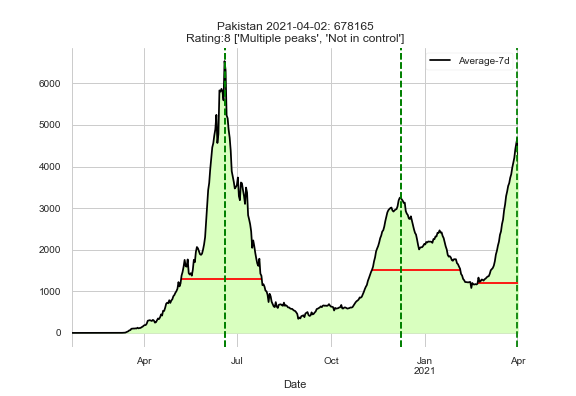 Pakistan 2021-04-02: 678165
Rating:8 ['Multiple peaks', 'Not in control']
Average-7d
6000
5000
4000
3000
2000
1000
0
Apr
Jul
Oct
Jan
2021
Apr
Date